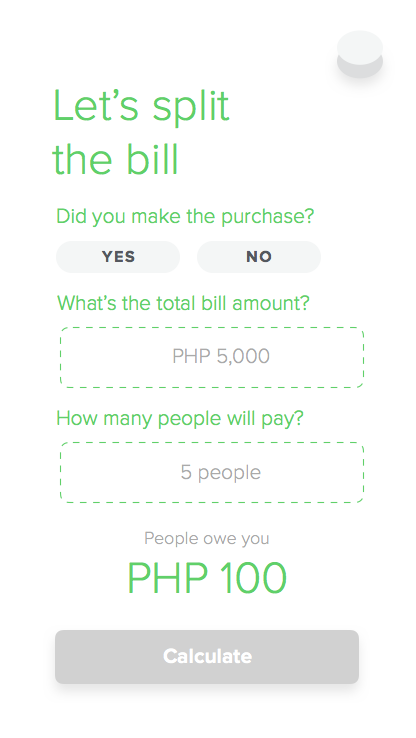 Let’s split
the bill
Did you make the purchase?
YES NO
What’s the total bill amount?
PHP 5,000
How many people will pay?
5 people
People owe you
PHP 100
Calculate